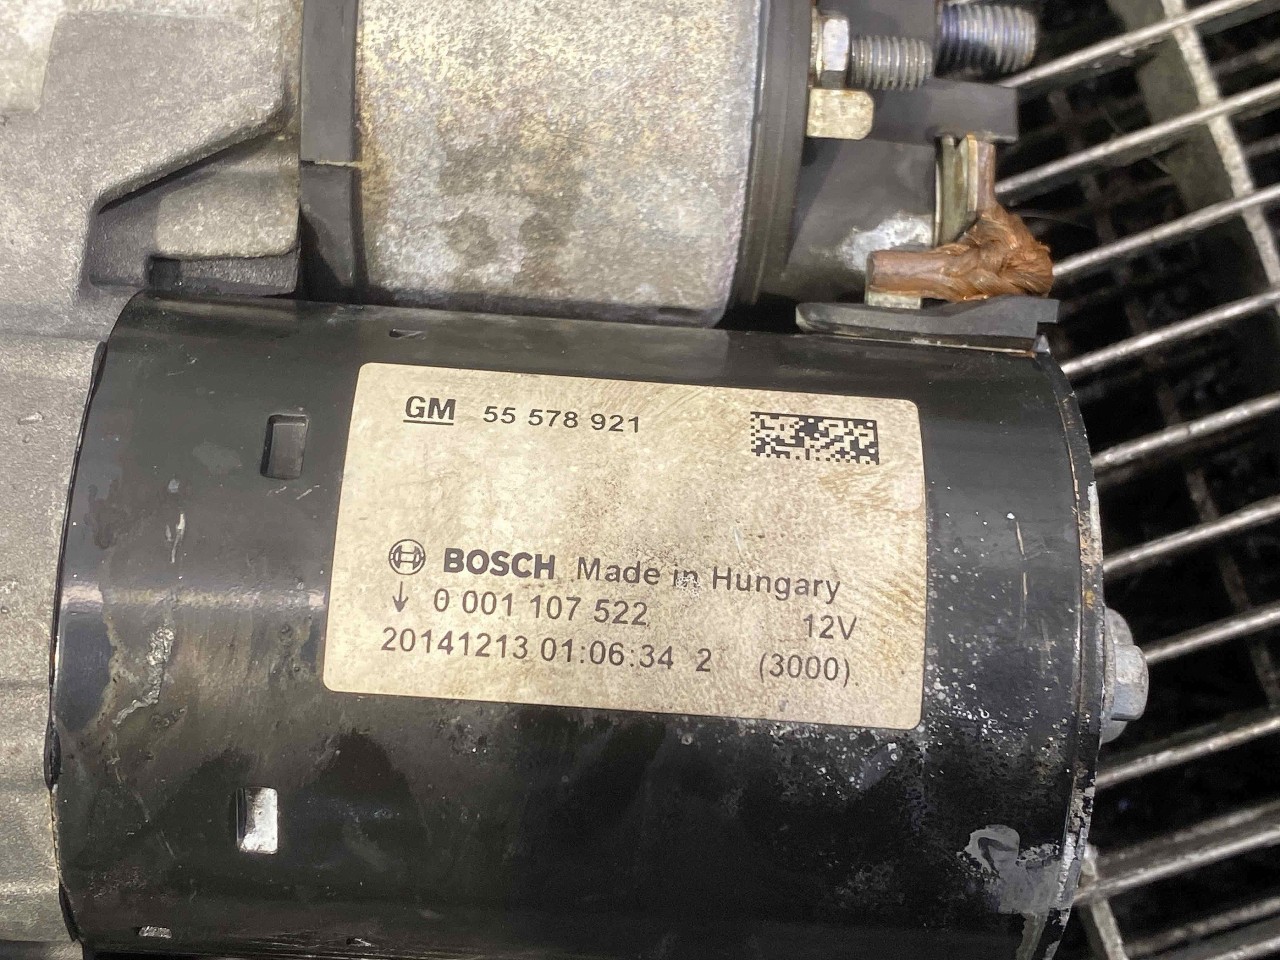 GM 55 578 921
BOSCH Made in Hungary
0 001 107 522 12V
20141213 01:06:34 2 (3000)